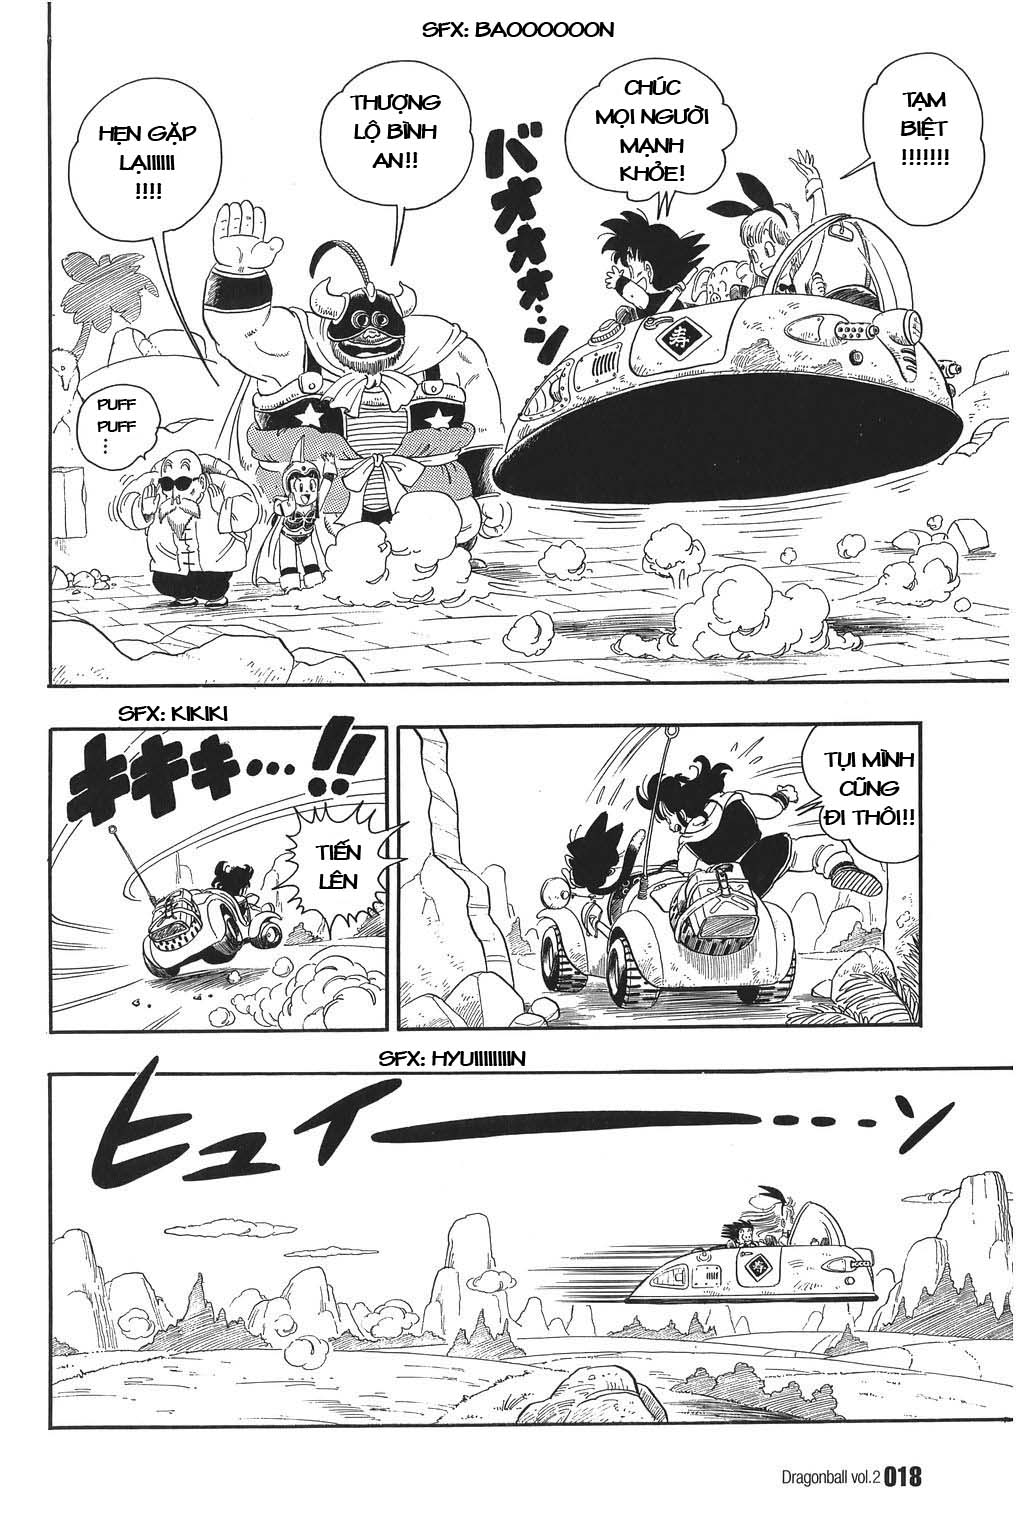 SFX: BAOOOOOON
TẠM
BIỆT
!!!!!!!
CHÚC
MỌI NGƯỜI
MẠNH
KHỎE!
THƯỢNG
LỘ BÌNH
AN!!
HẸN GẶP
LẠIIIIII
!!!!
バオオオ...ン
寿
PUFF
PUFF
...
SFX: KIKIKI
キキキ...!!
TIẾN
LÊN
TỤI MÌNH
CŨNG
ĐI THÔI!!
SFX: HYUIIIIIIIIN
ヒュイー....ン
寿
Dragonball vol.2 018